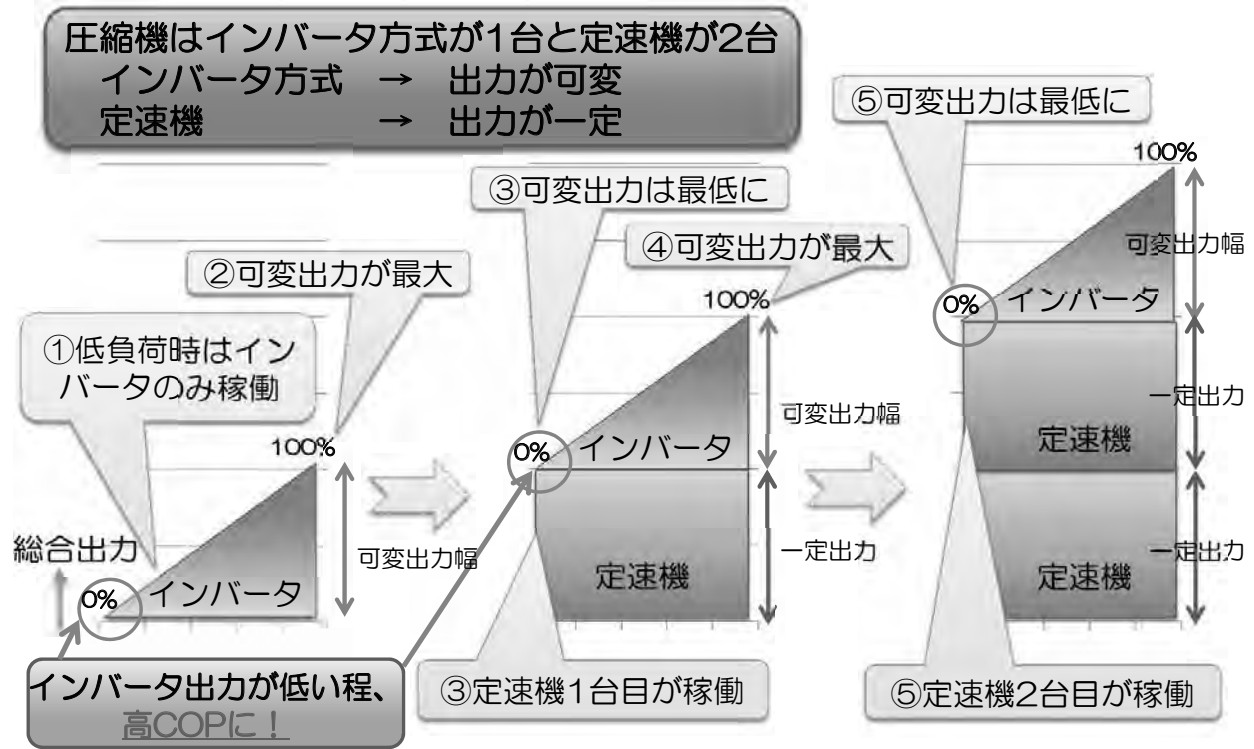 圧縮機はインバータ方式が1台と定速機が2台
インバータ方式 → 出力が可変
定速機 → 出力が一定
①低負荷時はイン
バータのみ稼働
②可変出力が最大
100%
可変出力幅
総合出力
0%
インバータ
インバータ出力が低い程、
高COPに！
③可変出力は最低に
④可変出力が最大
100%
0%
インバータ
可変出力幅
定速機
一定出力
③定速機1台目が稼働
⑤可変出力は最低に
100%
可変出力幅
0%
インバータ
一定出力
定速機
一定出力
定速機
⑤定速機2台目が稼働